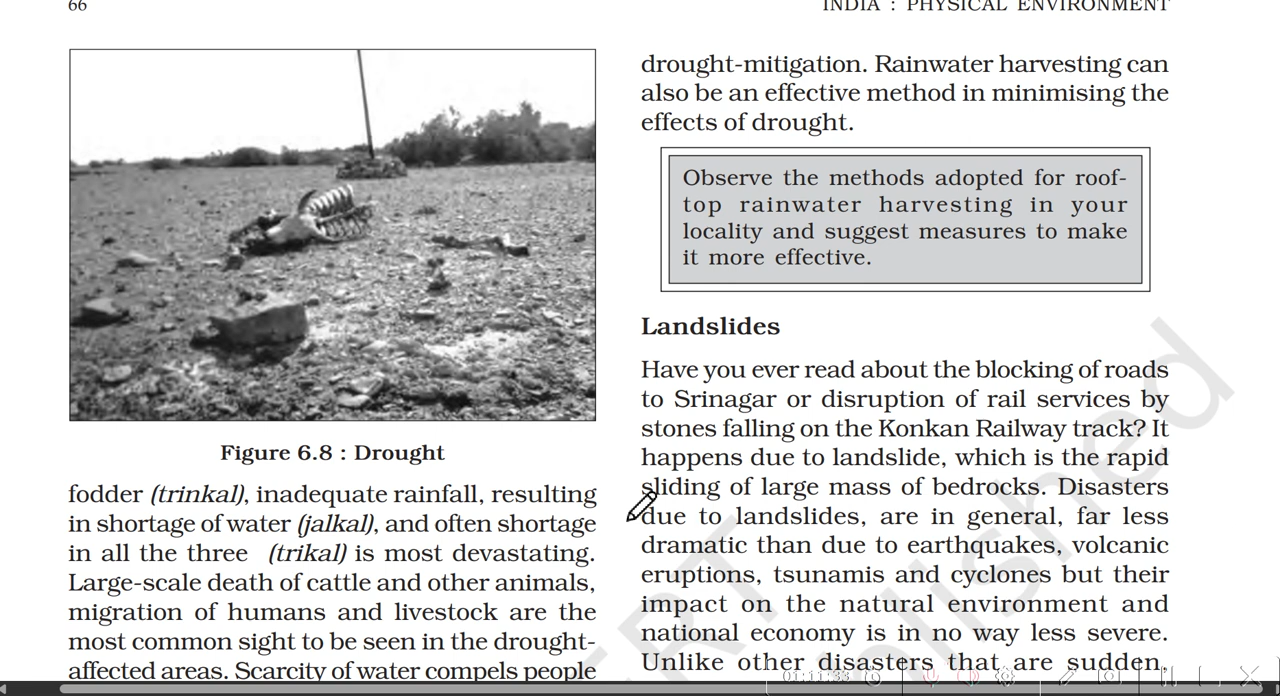 66
INDIA : PHYSICAL ENVIRONMENT
Figure 6.8 : Drought
fodder (trinkal), inadequate rainfall, resulting
in shortage of water (jalkal), and often shortage
in all the three (trikal) is most devastating.
Large-scale death of cattle and other animals,
migration of humans and livestock are the
most common sight to be seen in the drought-
affected areas. Scarcity of water compels people
drought-mitigation. Rainwater harvesting can
also be an effective method in minimising the
effects of drought.
Observe the methods adopted for roof-
top rainwater harvesting in your
locality and suggest measures to make
it more effective.
Landslides
Have you ever read about the blocking of roads
to Srinagar or disruption of rail services by
stones falling on the Konkan Railway track? It
happens due to landslide, which is the rapid
sliding of large mass of bedrocks. Disasters
due to landslides, are in general, far less
dramatic than due to earthquakes, volcanic
eruptions, tsunamis and cyclones but their
impact on the natural environment and
national economy is in no way less severe.
Unlike other disasters that are sudden,